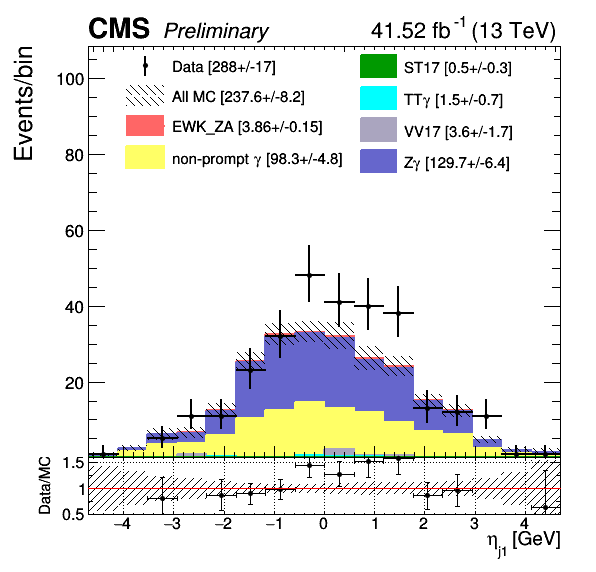 CMS Preliminary 41.52 fb⁻¹ (13 TeV)
Events/bin
100
80
60
40
20
Data [288+/-17]
All MC [237.6+/-8.2]
EWK_ZA [3.86+/-0.15]
non-prompt γ [98.3+/-4.8]
ST17 [0.5+/-0.3]
TTγ [1.5+/-0.7]
VV17 [3.6+/-1.7]
Zγ [129.7+/-6.4]
Data/MC
1.5
1
0.5
−4 −3 −2 −1 0 1 2 3 4
η_j1 [GeV]